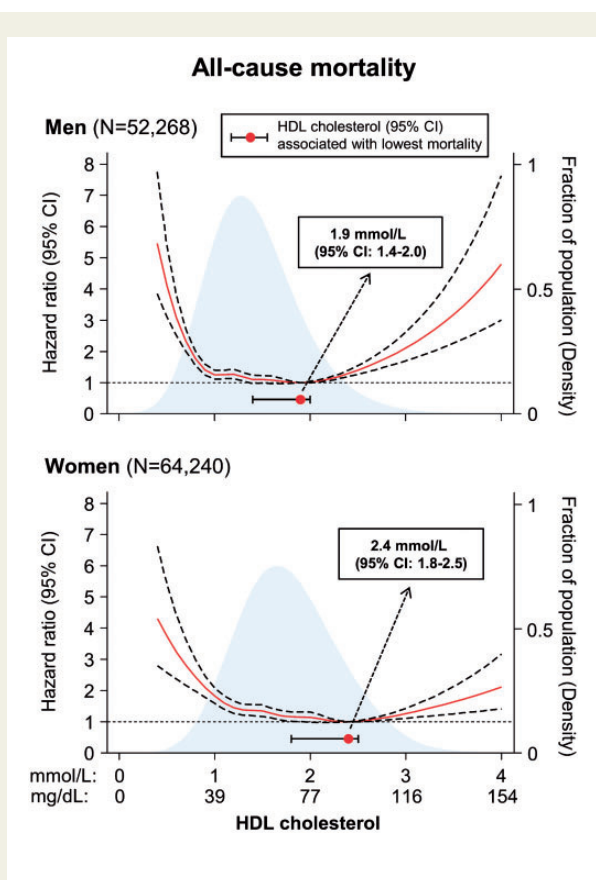 All-cause mortality
Men (N=52,268)
HDL cholesterol (95% CI)
associated with lowest mortality
Hazard ratio (95% CI)
8
7
6
5
4
3
2
1
0
1.9 mmol/L
(95% CI: 1.4-2.0)
1
0.5
0
Fraction of population (Density)
Women (N=64,240)
Hazard ratio (95% CI)
8
7
6
5
4
3
2
1
0
2.4 mmol/L
(95% CI: 1.8-2.5)
1
0.5
0
Fraction of population (Density)
mmol/L: 0 1 2 3 4
mg/dL: 0 39 77 116 154
HDL cholesterol